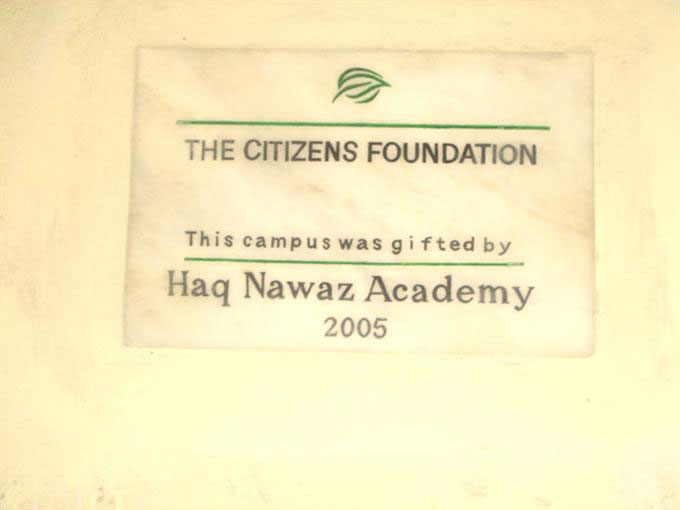 THE CITIZENS FOUNDATION
This campus was gifted by
Haq Nawaz Academy
2005